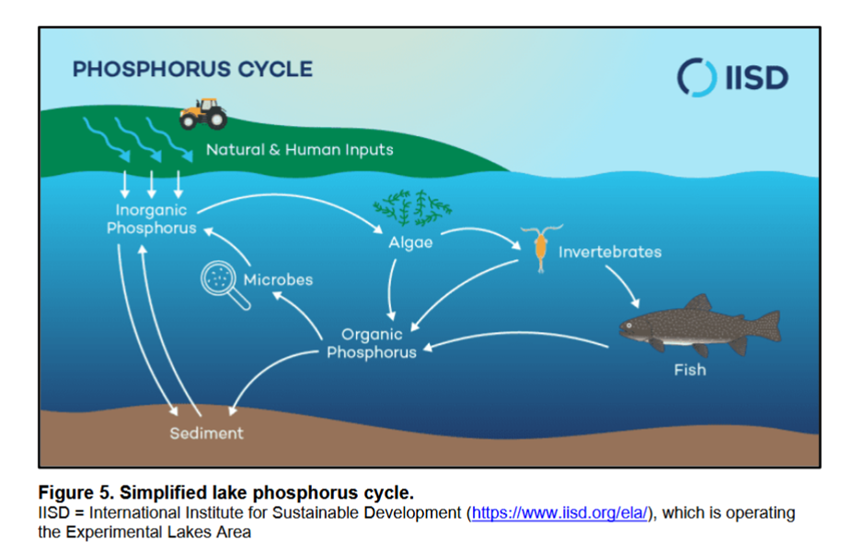 PHOSPHORUS CYCLE
IISD
Natural & Human Inputs
Inorganic
Phosphorus
Algae
Invertebrates
Microbes
Organic
Phosphorus
Fish
Sediment
Figure 5. Simplified lake phosphorus cycle.
IISD = International Institute for Sustainable Development (https://www.iisd.org/ela/), which is operating
the Experimental Lakes Area